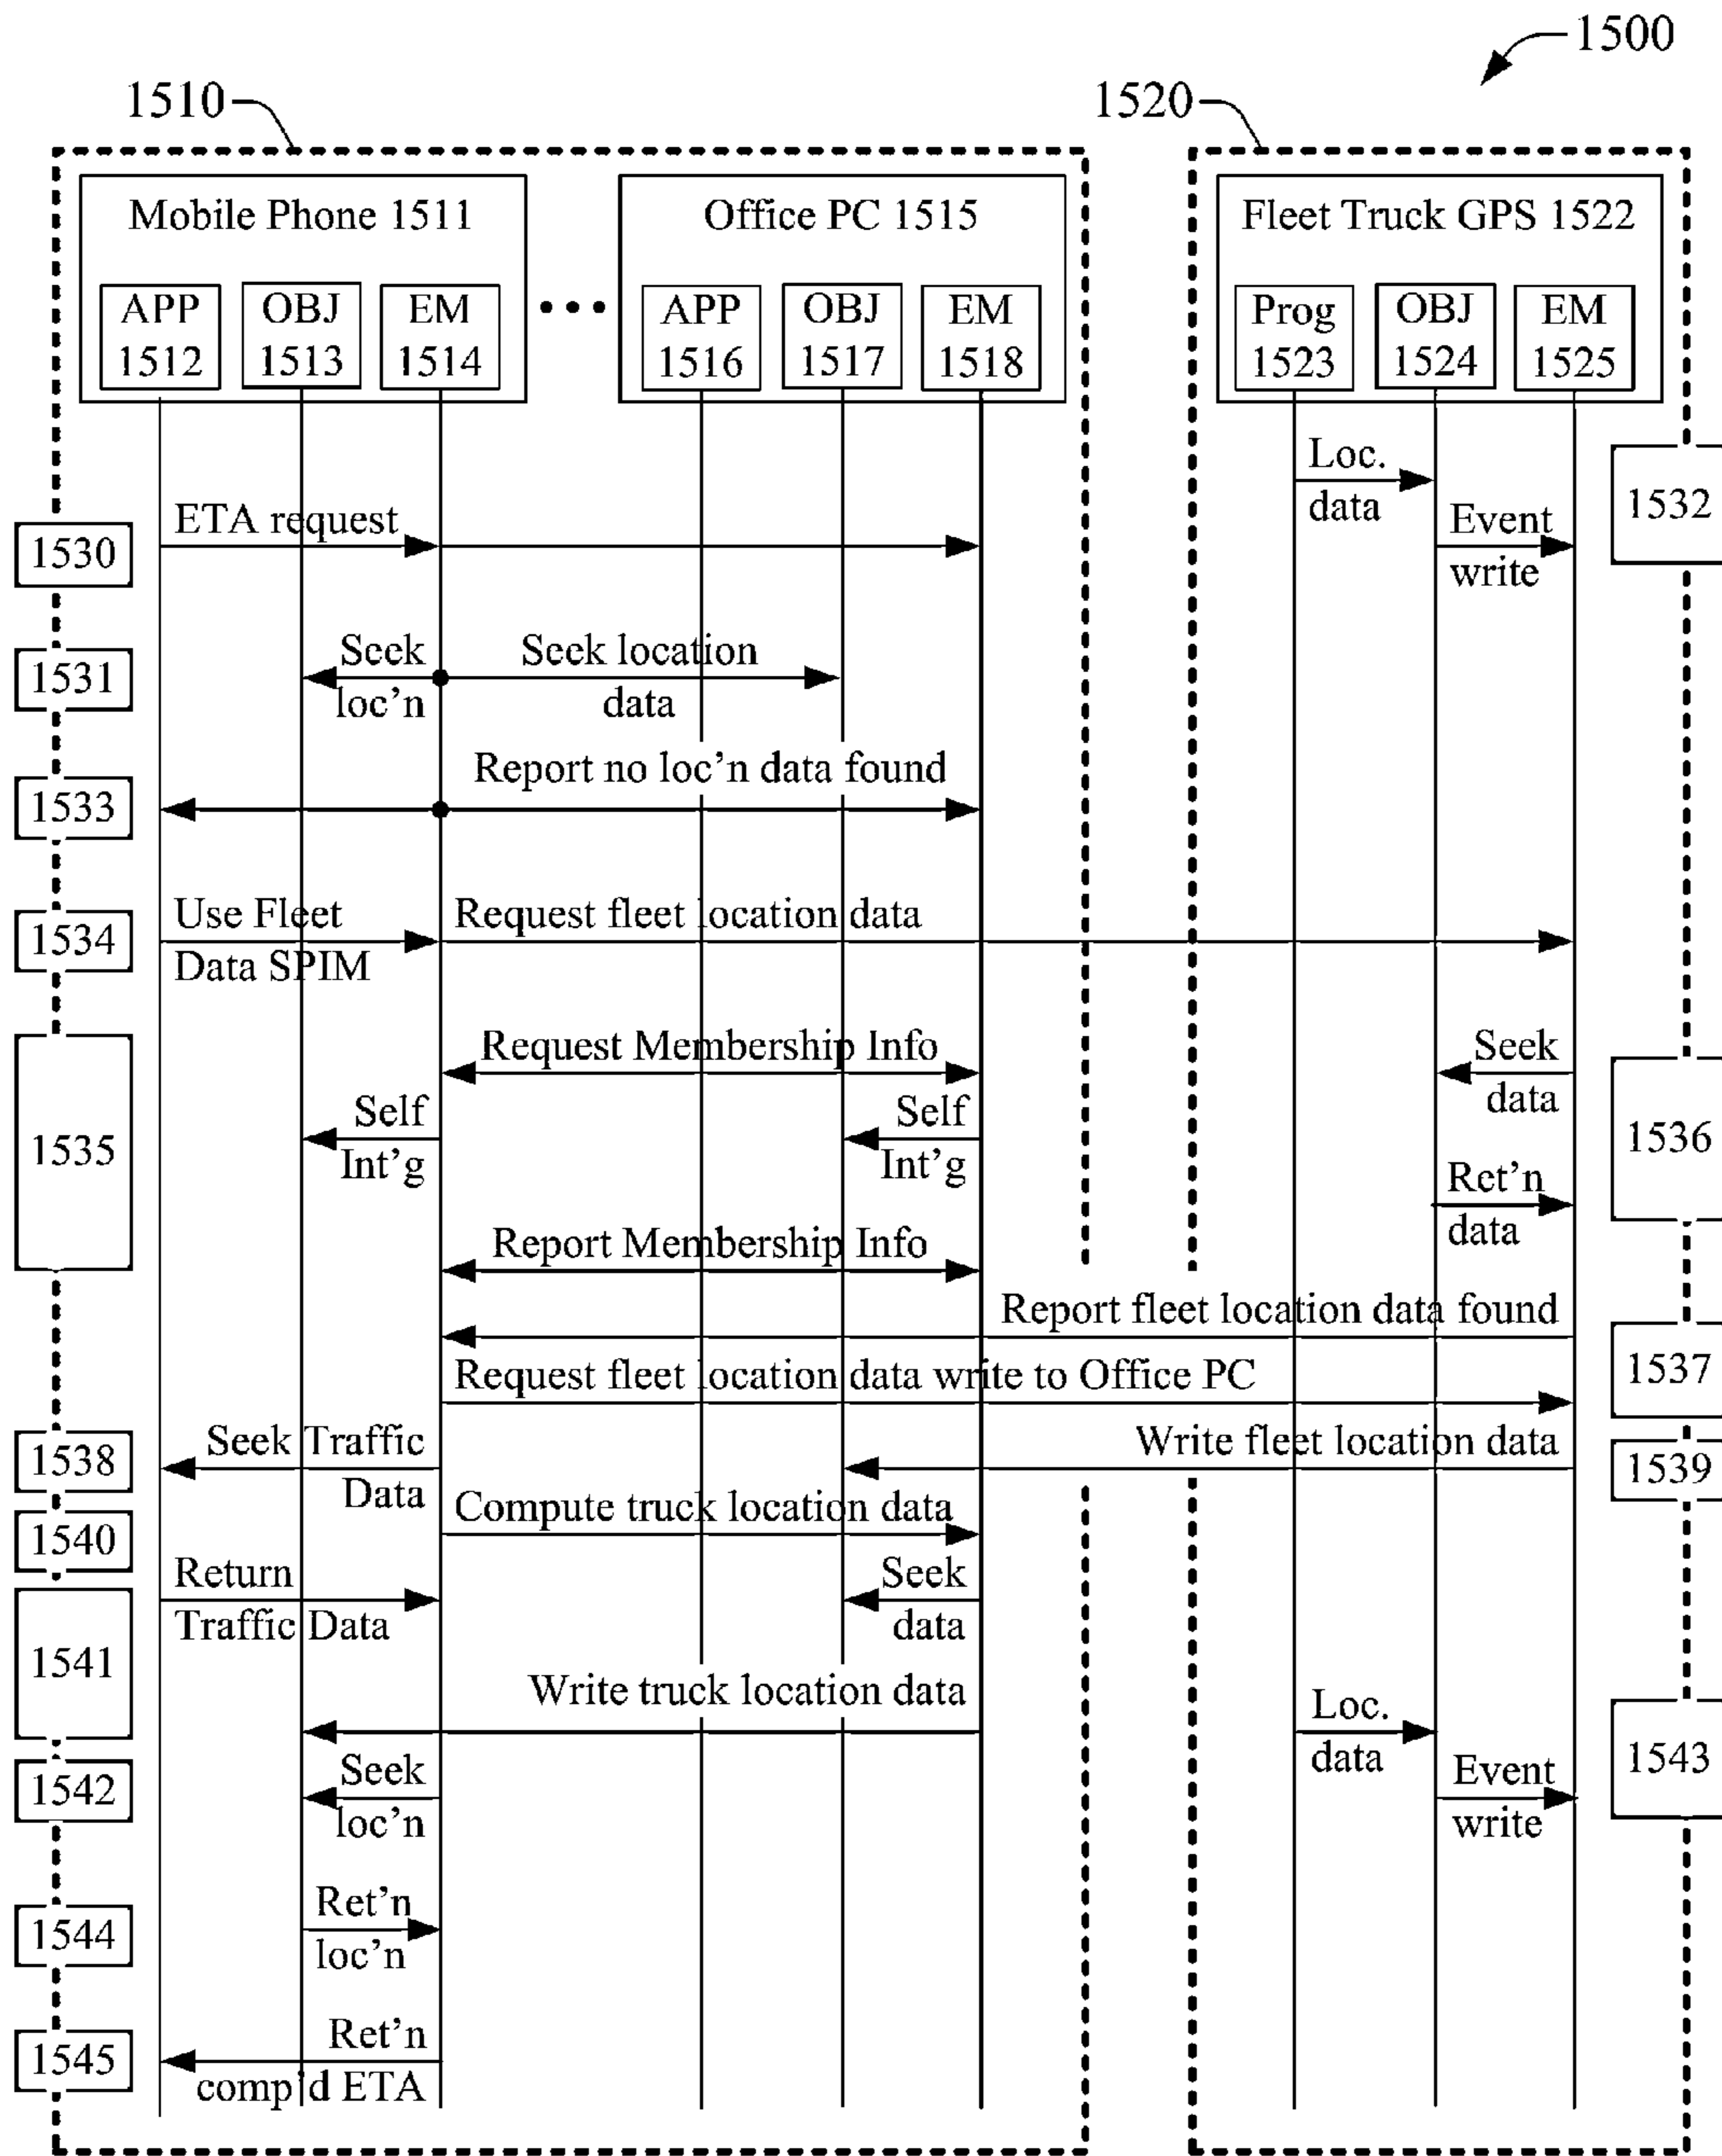 1500
1510
1520
Mobile Phone 1511
Office PC 1515
Fleet Truck GPS 1522
APP
1512
OBJ
1513
EM
1514
•••
APP
1516
OBJ
1517
EM
1518
Prog
1523
OBJ
1524
EM
1525
Loc.
data
1532
ETA request
Event
write
1530
Seek
loc'n
Seek location
data
1531
Report no loc'n data found
1533
Use Fleet
Data SPIM
Request fleet location data
1534
Request Membership Info
Seek
data
Self
Int'g
Self
Int'g
1535
1536
Ret'n
data
Report Membership Info
Report fleet location data found
1537
Request fleet location data write to Office PC
Seek Traffic
Data
Write fleet location data
1538
1539
Compute truck location data
1540
Return
Traffic Data
Seek
data
1541
Write truck location data
Loc.
data
1543
Seek
loc'n
Event
write
1542
Ret'n
loc'n
1544
Ret'n
comp'd ETA
1545